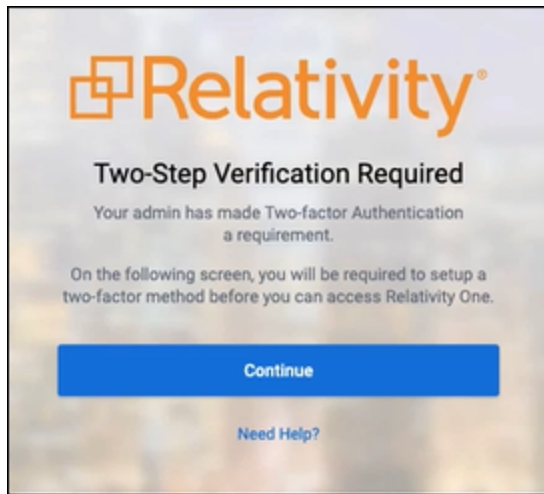 Relativity®
Two-Step Verification Required
Your admin has made Two-factor Authentication
a requirement.
On the following screen, you will be required to setup a
two-factor method before you can access Relativity One.
Continue
Need Help?